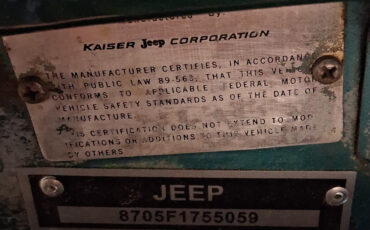 KAISER Jeep CORPORATION
THE MANUFACTURER CERTIFIES, IN ACCORDANC
WITH PUBLIC LAW 89-563, THAT THIS VEHIC
CONFORMS TO APPLICABLE FEDERAL MOTOR
VEHICLE SAFETY STANDARDS AS OF THE DATE OF
MANUFACTURE.
THIS CERTIFICATION DOES NOT EXTEND TO MOD
IFICATIONS OR ADDITIONS TO THIS VEHICLE MADE
BY OTHERS
JEEP
8705F1755059